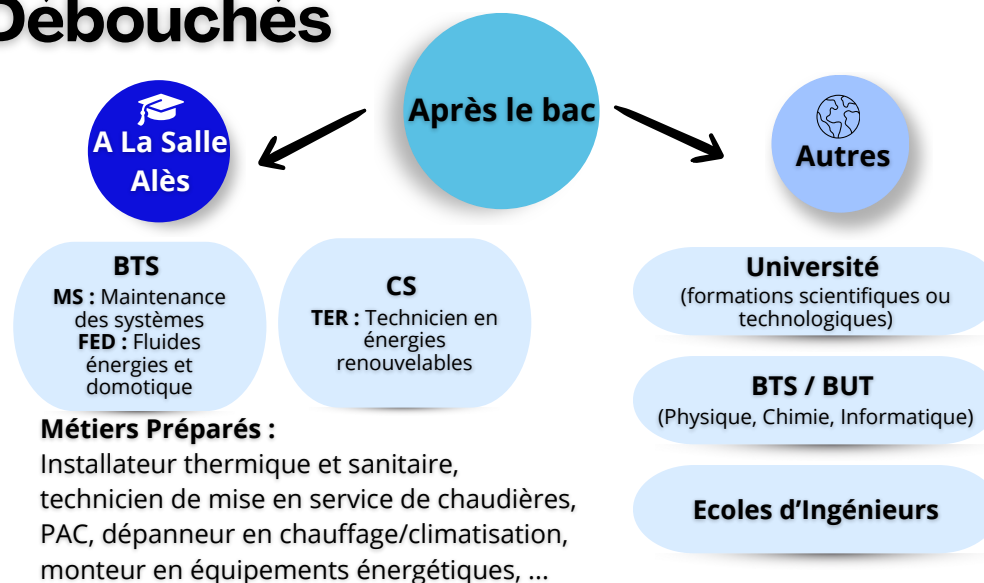 Débouchés
Après le bac
A La Salle
Alès
Autres
BTS
MS : Maintenance
des systèmes
FED : Fluides
énergies et
domotique
CS
TER : Technicien en
énergies
renouvelables
Université
(formations scientifiques ou
technologiques)
BTS / BUT
(Physique, Chimie, Informatique)
Ecoles d’Ingénieurs
Métiers Préparés :
Installateur thermique et sanitaire,
technicien de mise en service de chaudières,
PAC, dépanneur en chauffage/climatisation,
monteur en équipements énergétiques, ...